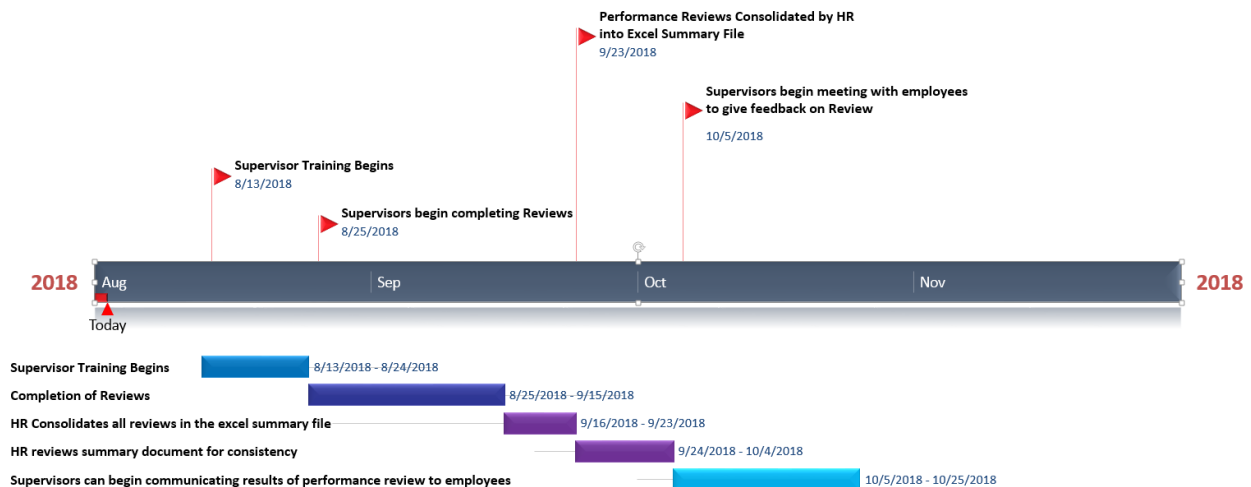 Performance Reviews Consolidated by HR
into Excel Summary File
9/23/2018
Supervisors begin meeting with employees
to give feedback on Review
10/5/2018
Supervisor Training Begins
8/13/2018
Supervisors begin completing Reviews
8/25/2018
2018
Aug
Sep
Oct
Nov
2018
Today
Supervisor Training Begins
8/13/2018 - 8/24/2018
Completion of Reviews
8/25/2018 - 9/15/2018
HR Consolidates all reviews in the excel summary file
9/16/2018 - 9/23/2018
HR reviews summary document for consistency
9/24/2018 - 10/4/2018
Supervisors can begin communicating results of performance review to employees
10/5/2018 - 10/25/2018